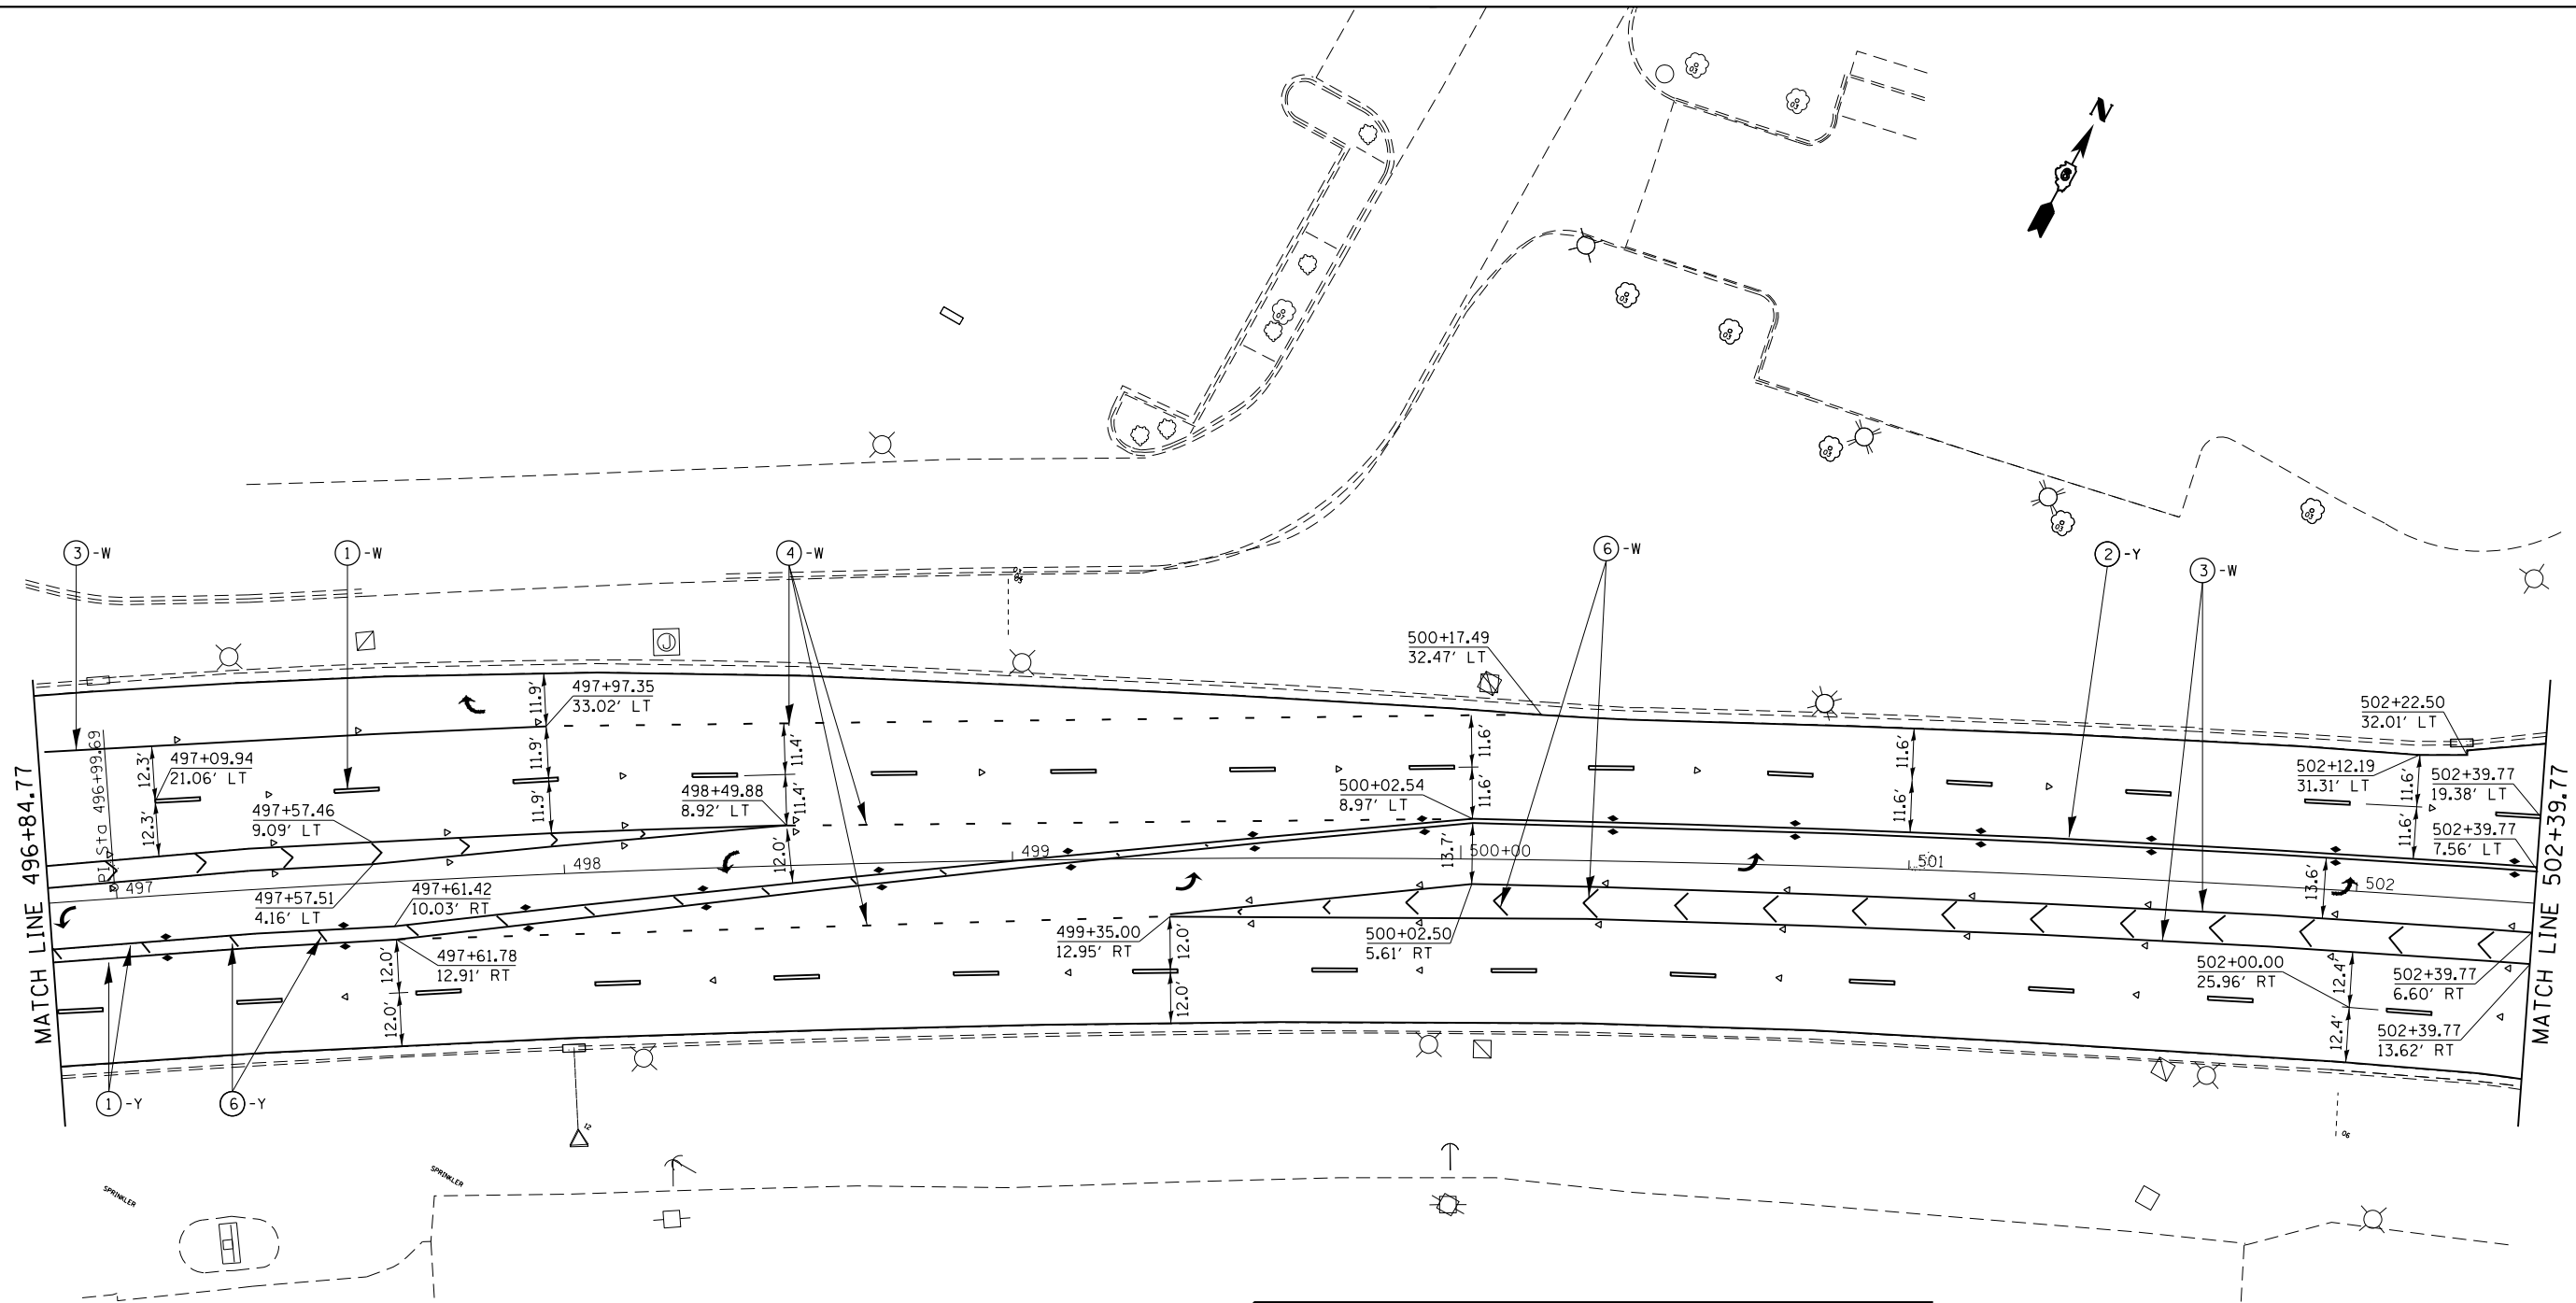 N
3 -W
1 -W
4 -W
6 -W
2 -Y
3 -W
500+17.49
32.47' LT
497+97.35
33.02' LT
502+22.50
32.01' LT
11.9'
11.9'
11.9'
11.4'
11.4'
11.6'
11.6'
11.6'
11.6'
11.6'
11.6'
12.3'
12.3'
497+09.94
21.06' LT
PI Sta 496+99.69
497+57.46
9.09' LT
498+49.88
8.92' LT
500+02.54
8.97' LT
502+12.19
31.31' LT
502+39.77
19.38' LT
502+39.77
7.56' LT
MATCH LINE 496+84.77
MATCH LINE 502+39.77
497
498
499
500+00
501
502
12.0'
13.7'
13.6'
497+57.51
4.16' LT
497+61.42
10.03' RT
497+61.78
12.91' RT
499+35.00
12.95' RT
500+02.50
5.61' RT
502+00.00
25.96' RT
502+39.77
6.60' RT
502+39.77
13.62' RT
12.0'
12.0'
12.0'
12.0'
12.4'
12.4'
1 -Y
6 -Y
12
06
SPRINKLER
SPRINKLER
J